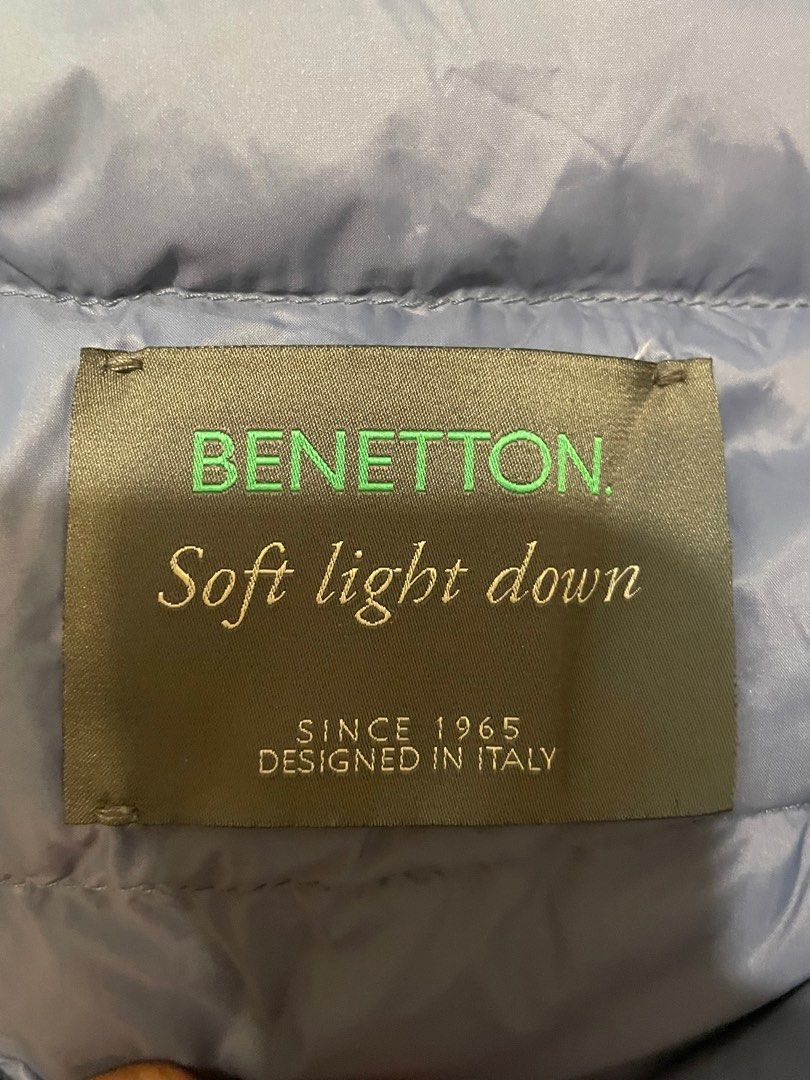 BENETTON.
Soft light down
SINCE 1965
DESIGNED IN ITALY